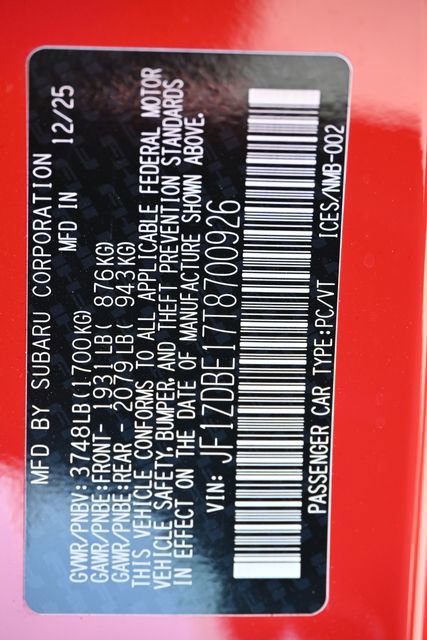 MFD BY SUBARU CORPORATION
MFD IN 12/25
GVWR/PNBV: 3748LB(1700KG)
GAWR/PNBE:FRONT- 1931LB( 876KG)
GAWR/PNBE:REAR - 2079LB( 943KG)
THIS VEHICLE CONFORMS TO ALL APPLICABLE FEDERAL MOTOR
VEHICLE SAFETY, BUMPER, AND THEFT PREVENTION STANDARDS
IN EFFECT ON THE DATE OF MANUFACTURE SHOWN ABOVE.
VIN: JF1ZDBE17T8700926
PASSENGER CAR TYPE:PC/VT ICES/NMB-002